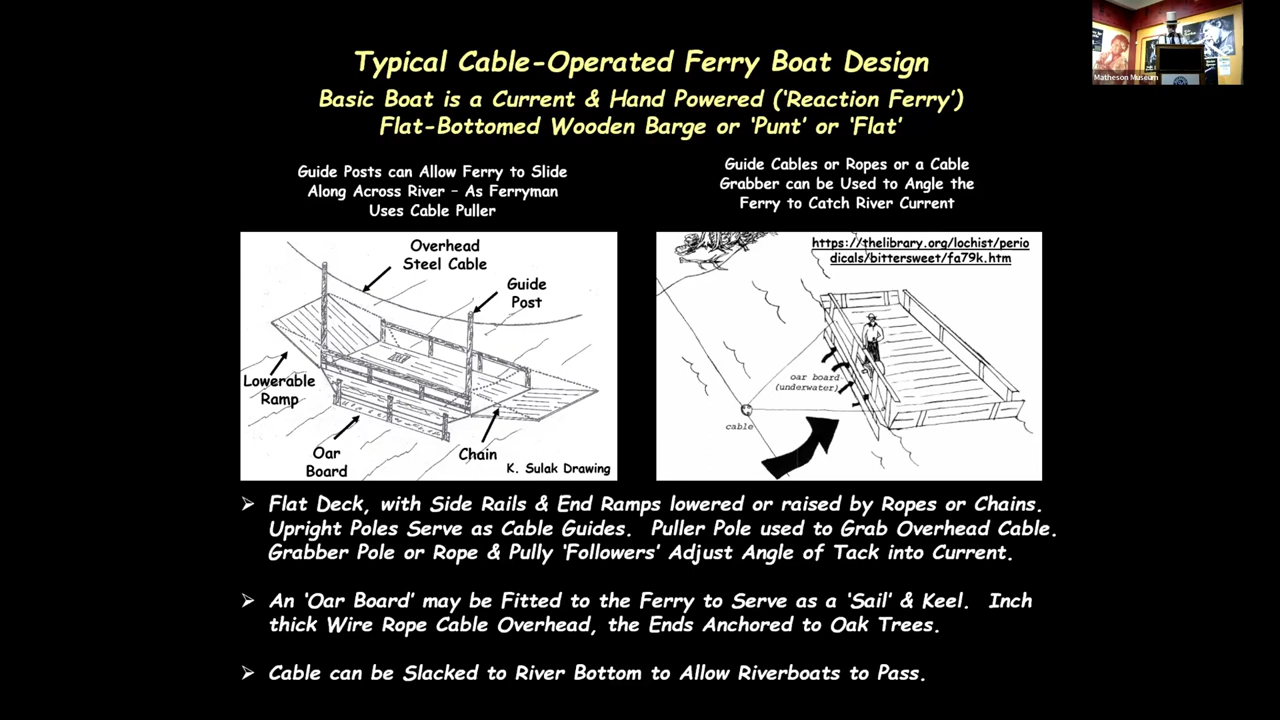 Matheson Museum
Typical Cable-Operated Ferry Boat Design
Basic Boat is a Current & Hand Powered ('Reaction Ferry')
Flat-Bottomed Wooden Barge or 'Punt' or 'Flat'
Guide Posts can Allow Ferry to Slide
Along Across River – As Ferryman
Uses Cable Puller
Guide Cables or Ropes or a Cable
Grabber can be Used to Angle the
Ferry to Catch River Current
Overhead
Steel Cable
Guide
Post
Lowerable
Ramp
Oar
Board
Chain
K. Sulak Drawing
https://thelibrary.org/lochist/perio
dicals/bittersweet/fa79k.htm
oar board
(underwater)
cable
➢ Flat Deck, with Side Rails & End Ramps lowered or raised by Ropes or Chains.
Upright Poles Serve as Cable Guides. Puller Pole used to Grab Overhead Cable.
Grabber Pole or Rope & Pully 'Followers' Adjust Angle of Tack into Current.
➢ An 'Oar Board' may be Fitted to the Ferry to Serve as a 'Sail' & Keel. Inch
thick Wire Rope Cable Overhead, the Ends Anchored to Oak Trees.
➢ Cable can be Slacked to River Bottom to Allow Riverboats to Pass.